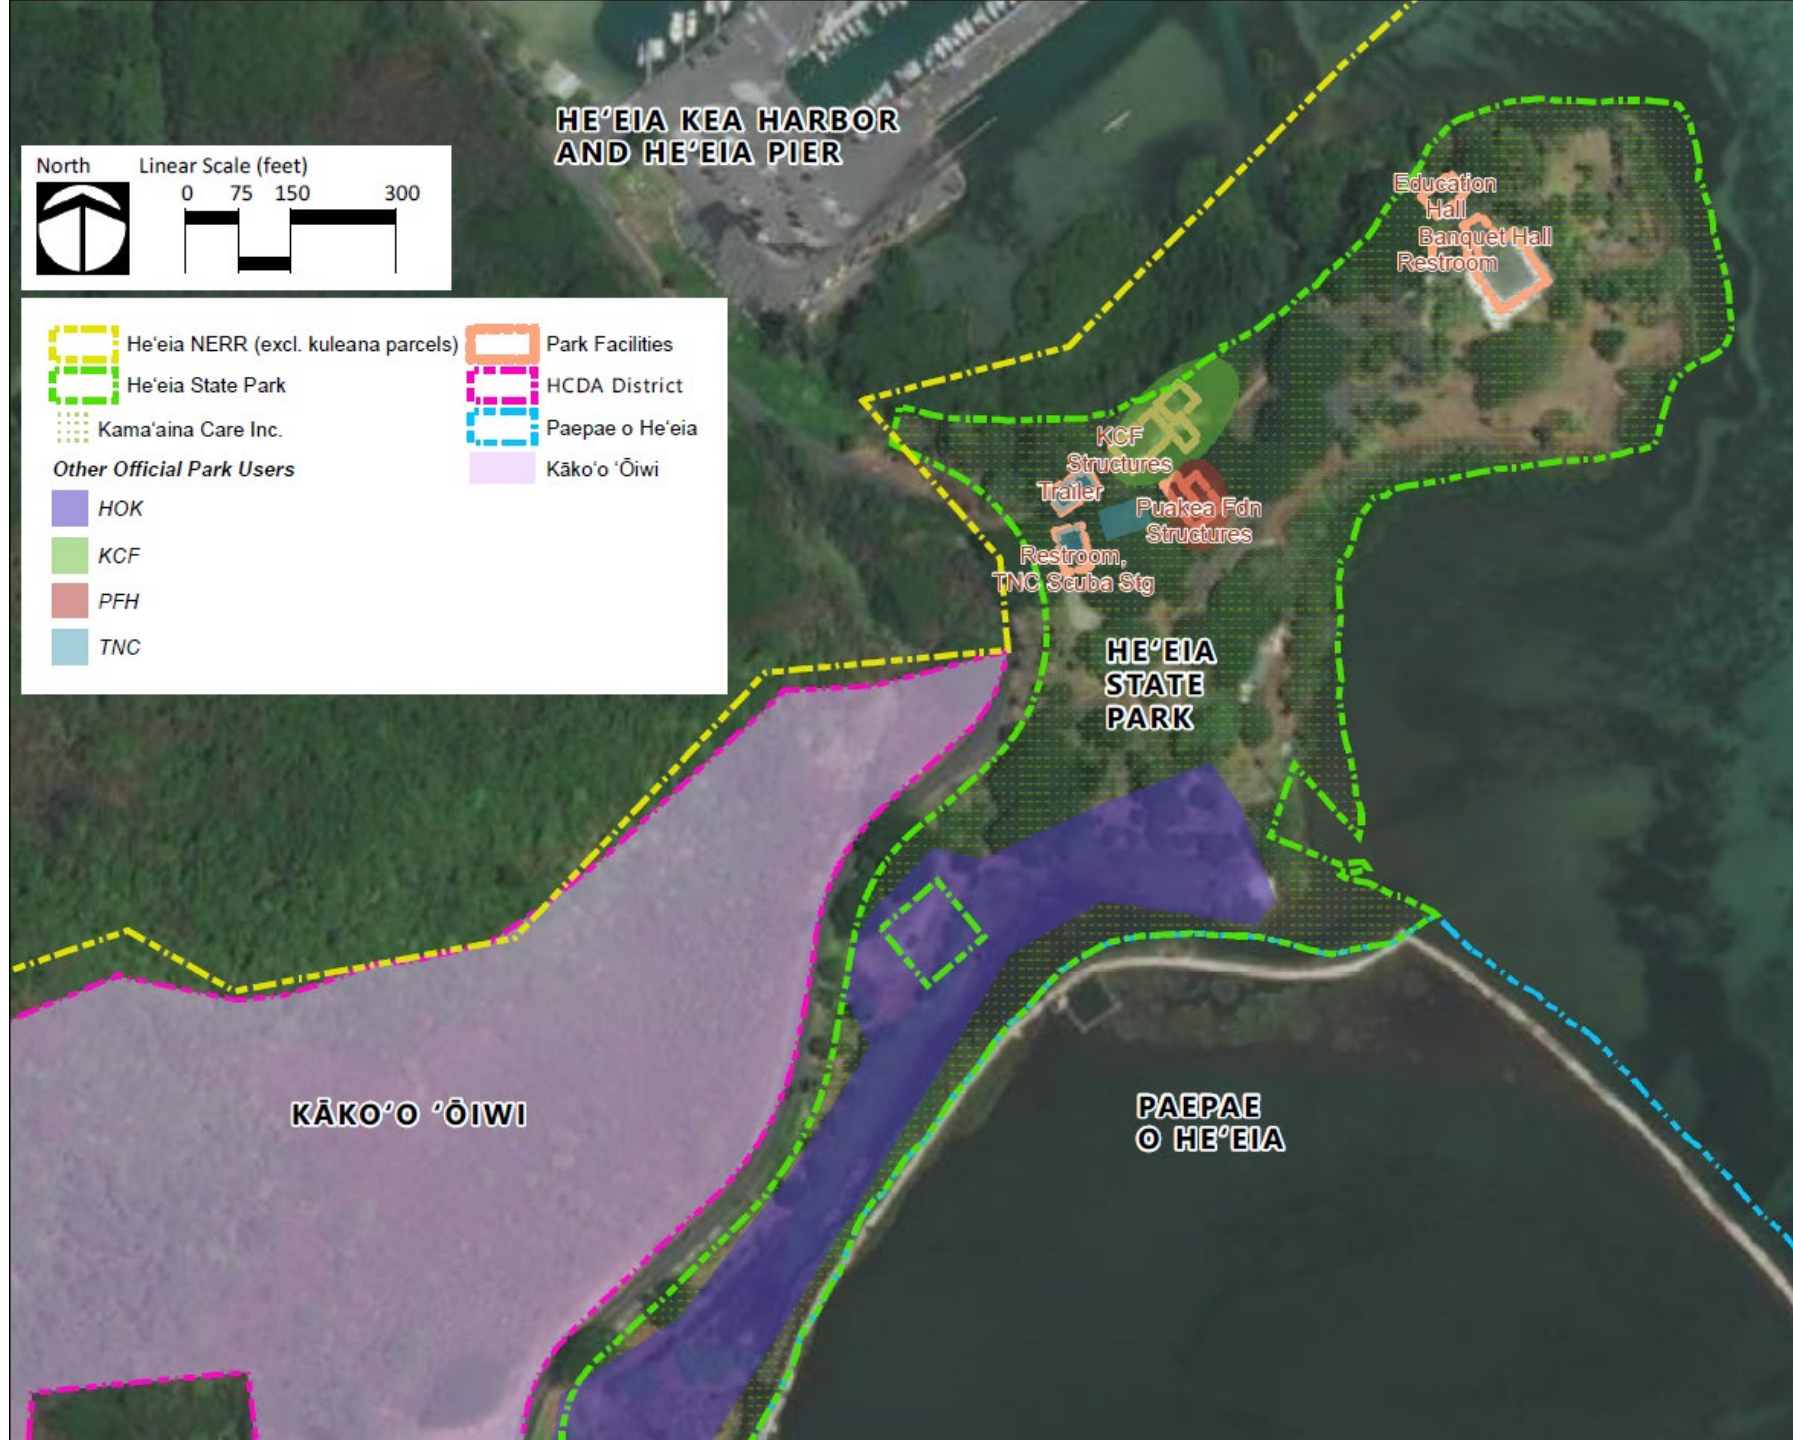 HE‘EIA KEA HARBOR
AND HE‘EIA PIER
North
Linear Scale (feet)
0 75 150 300
He‘eia NERR (excl. kuleana parcels)
He‘eia State Park
Kama‘aina Care Inc.
Other Official Park Users
HOK
KCF
PFH
TNC
Park Facilities
HCDA District
Paepae o He‘eia
Kāko‘o ‘Ōiwi
Education
Hall
Banquet Hall
Restroom
KCF
Structures
Trailer
Puakea Fdn
Structures
Restroom,
TNC Scuba Stg
HE‘EIA
STATE
PARK
KĀKO‘O ‘ŌIWI
PAEPAE
O HE‘EIA